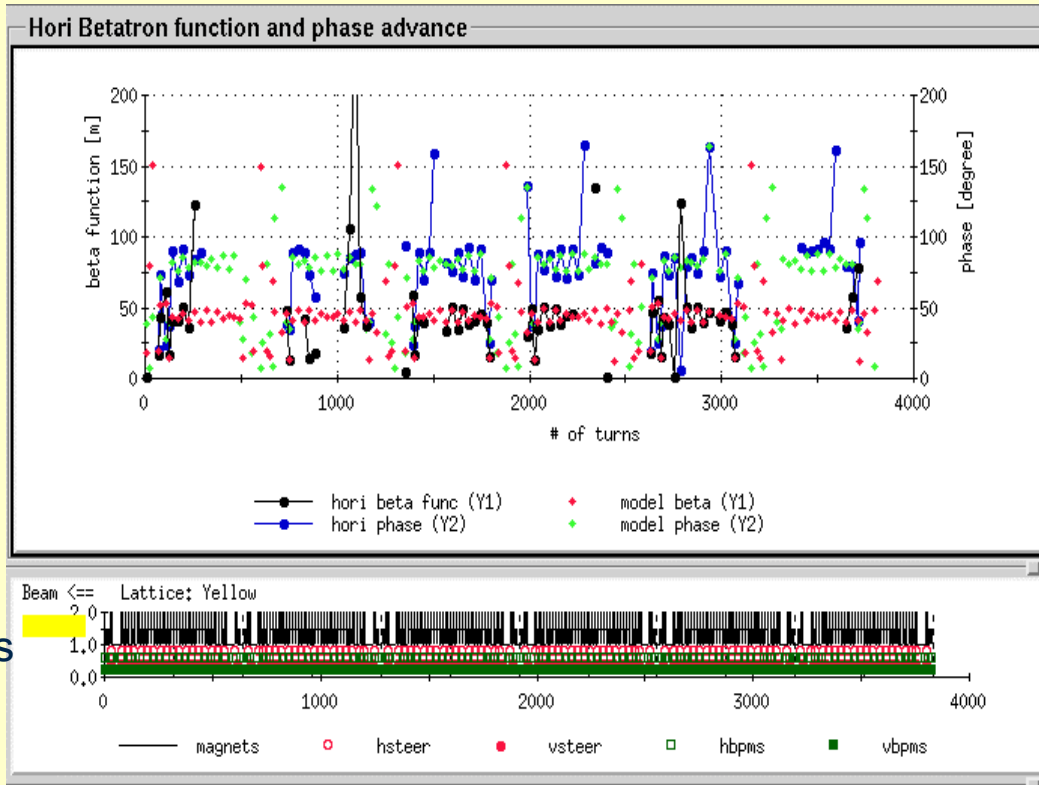 Hori Betatron function and phase advance
200
150
100
50
0
beta function [m]
200
150
100
50
0
phase [degree]
0 1000 2000 3000 4000
# of turns
hori beta func (Y1) model beta (Y1)
hori phase (Y2) model phase (Y2)
Beam <== Lattice: Yellow
2.0
1.0
0.0
s
0 1000 2000 3000 4000
magnets hsteer vsteer hbpms vbpms